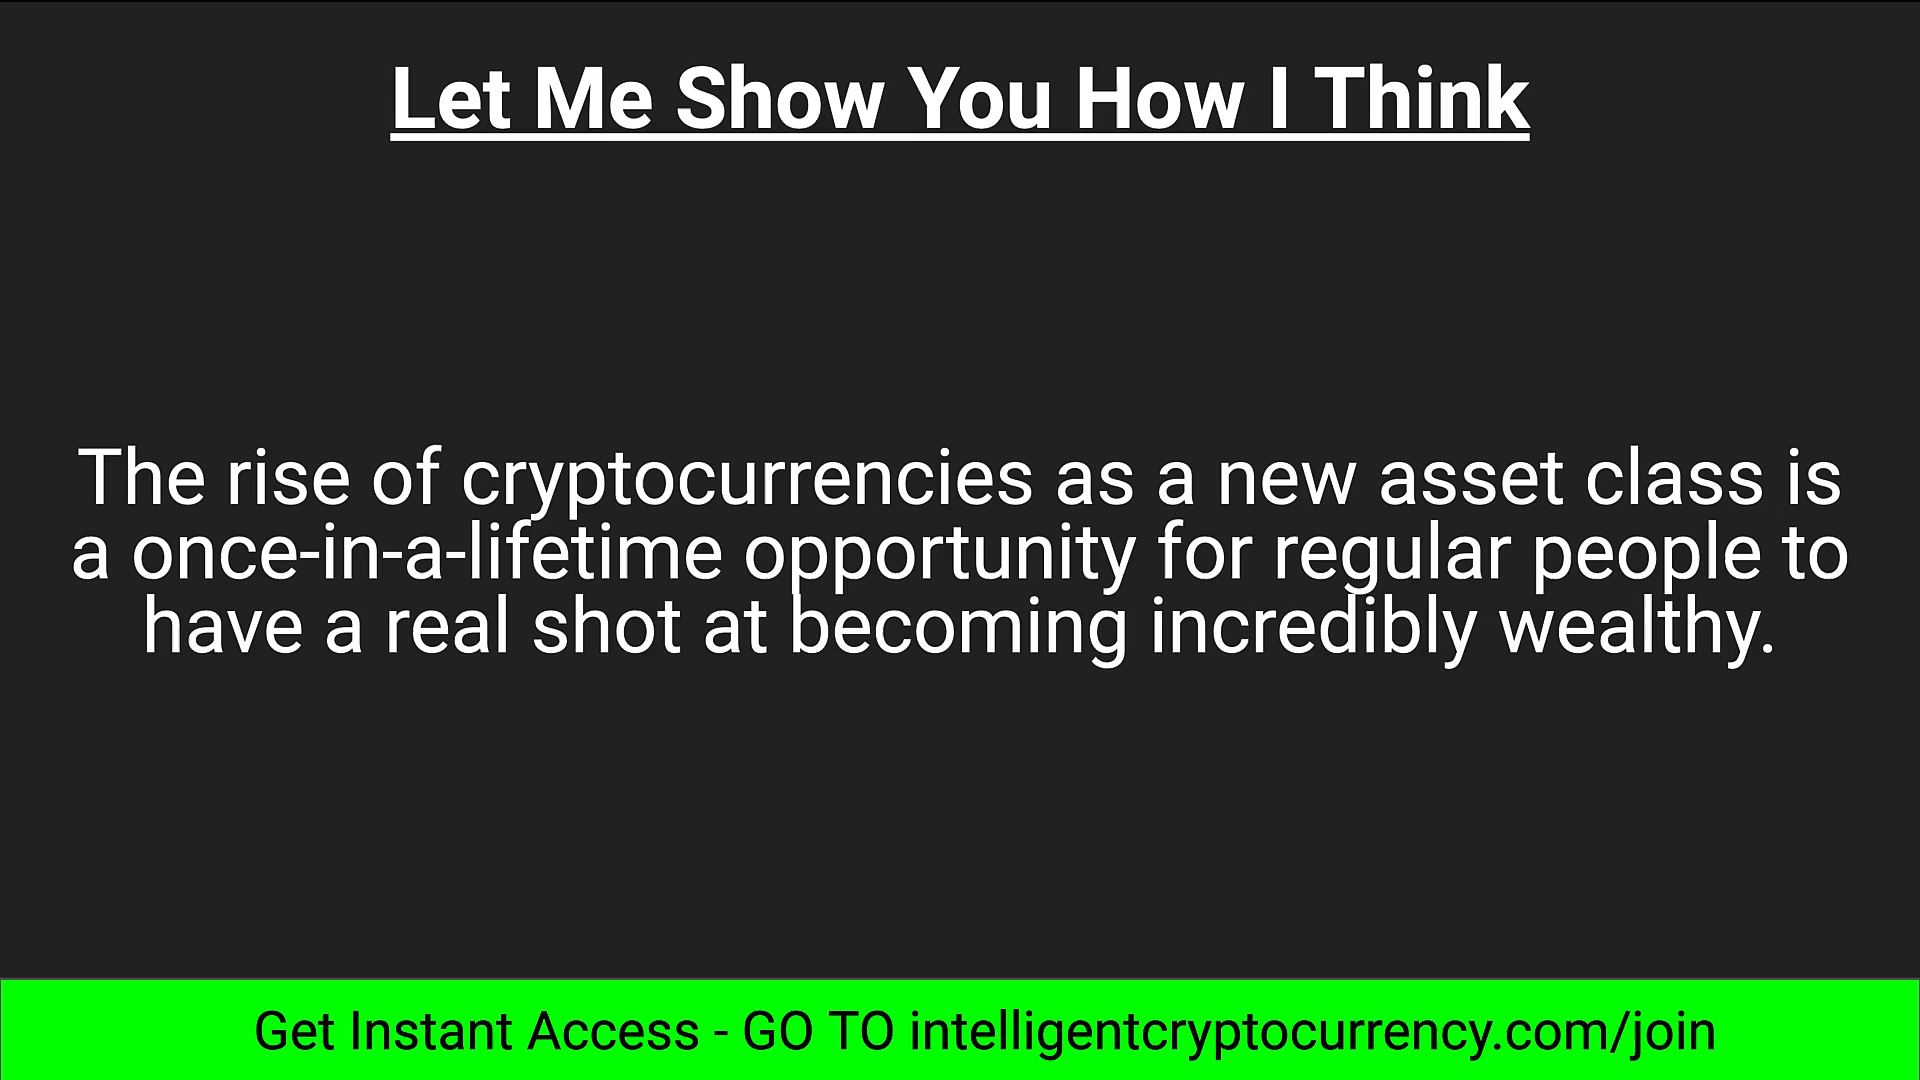 Let Me Show You How I Think
The rise of cryptocurrencies as a new asset class is
a once-in-a-lifetime opportunity for regular people to
have a real shot at becoming incredibly wealthy.
Get Instant Access - GO TO intelligentcryptocurrency.com/join